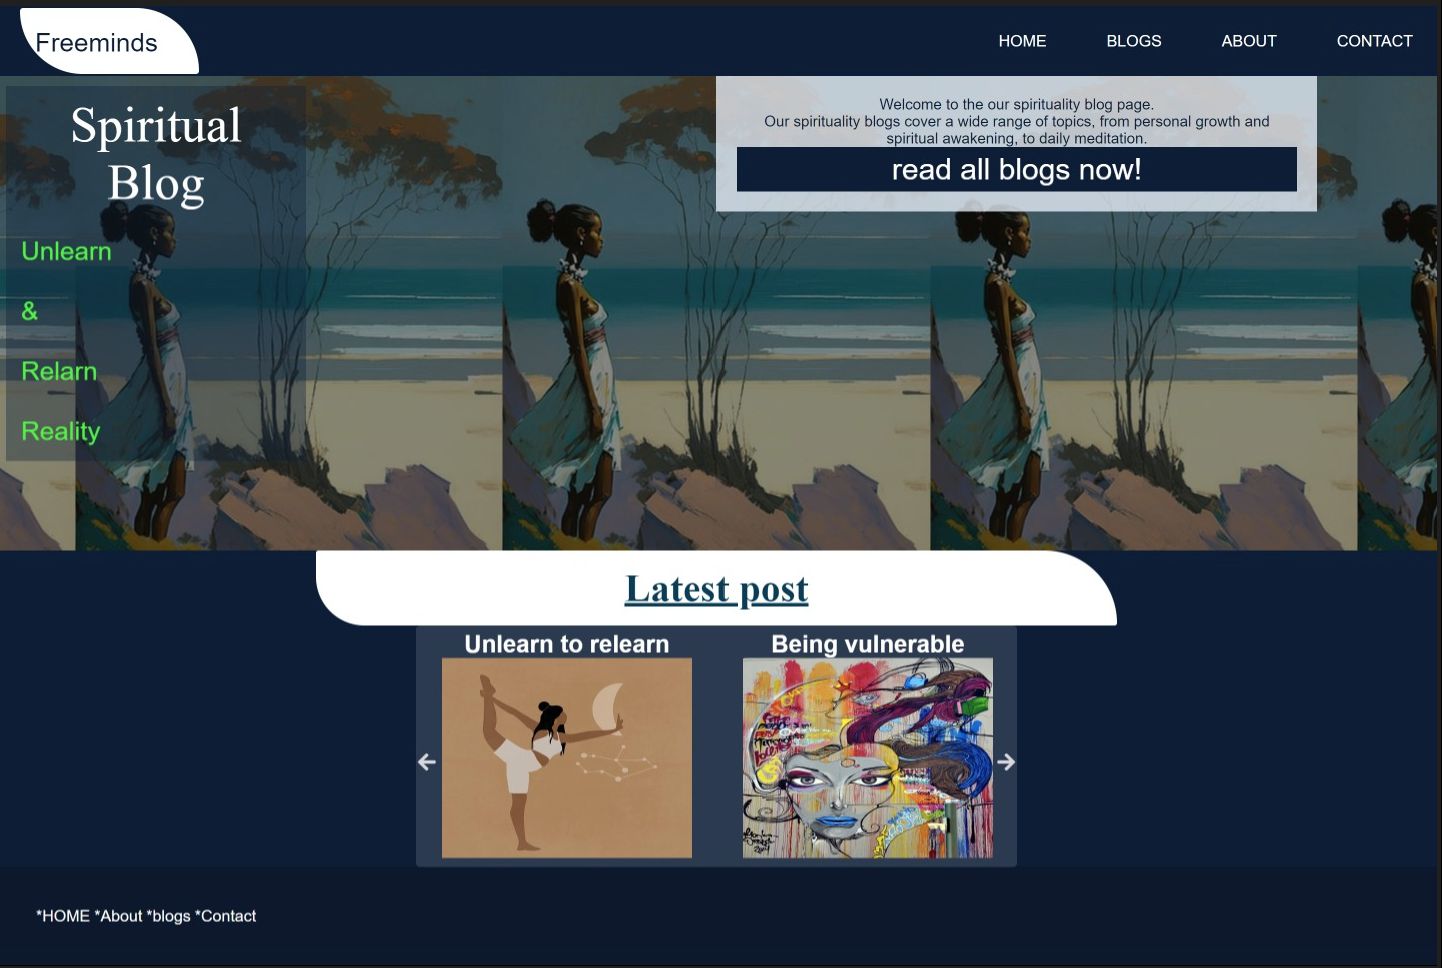 Freeminds
HOME BLOGS ABOUT CONTACT
Spiritual
Blog
Unlearn
&
Relarn
Reality
Welcome to the our spirituality blog page.
Our spirituality blogs cover a wide range of topics, from personal growth and
spiritual awakening, to daily meditation.
read all blogs now!
Latest post
Unlearn to relearn
Being vulnerable
*HOME *About *blogs *Contact